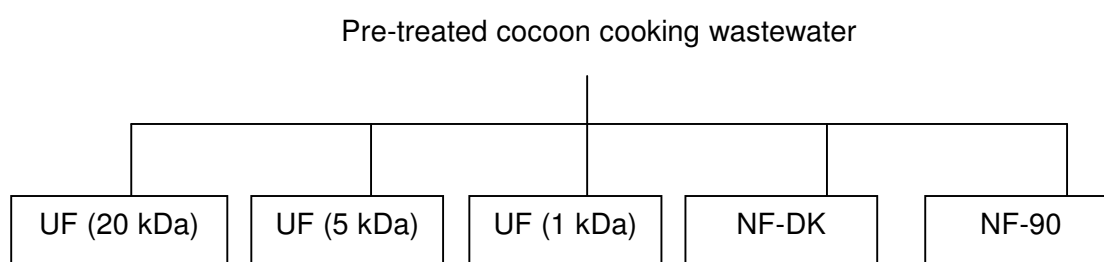 Pre-treated cocoon cooking wastewater
UF (20 kDa) UF (5 kDa) UF (1 kDa) NF-DK NF-90